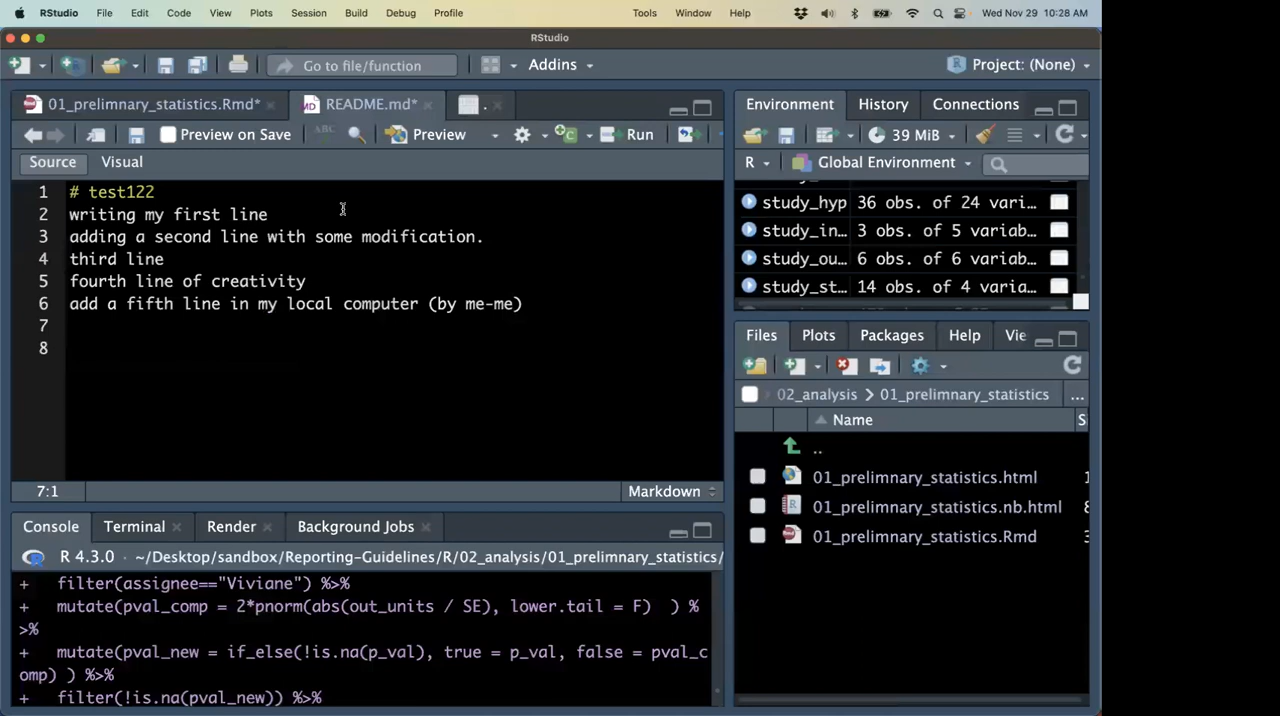 RStudio File Edit Code View Plots Session Build Debug Profile Tools Window Help Wed Nov 29 10:28 AM
RStudio
Go to file/function Addins Project: (None)
01_prelimnary_statistics.Rmd* README.md* .
Preview on Save ABC Preview Run
Source Visual
1 # test122
2 writing my first line
3 adding a second line with some modification.
4 third line
5 fourth line of creativity
6 add a fifth line in my local computer (by me-me)
7
8
7:1 Markdown
Console Terminal Render Background Jobs
R 4.3.0 · ~/Desktop/sandbox/Reporting-Guidelines/R/02_analysis/01_prelimnary_statistics/
+ filter(assignee=="Viviane") %>%
+ mutate(pval_comp = 2*pnorm(abs(out_units / SE), lower.tail = F) ) %
>%
+ mutate(pval_new = if_else(!is.na(p_val), true = p_val, false = pval_c
omp) ) %>%
+ filter(!is.na(pval_new)) %>%
Environment History Connections
39 MiB
R Global Environment
study_hyp 36 obs. of 24 vari…
study_in… 3 obs. of 5 variab…
study_ou… 6 obs. of 6 variab…
study_st… 14 obs. of 4 varia…
Files Plots Packages Help Vie
02_analysis > 01_prelimnary_statistics ...
Name S
..
01_prelimnary_statistics.html
01_prelimnary_statistics.nb.html
01_prelimnary_statistics.Rmd